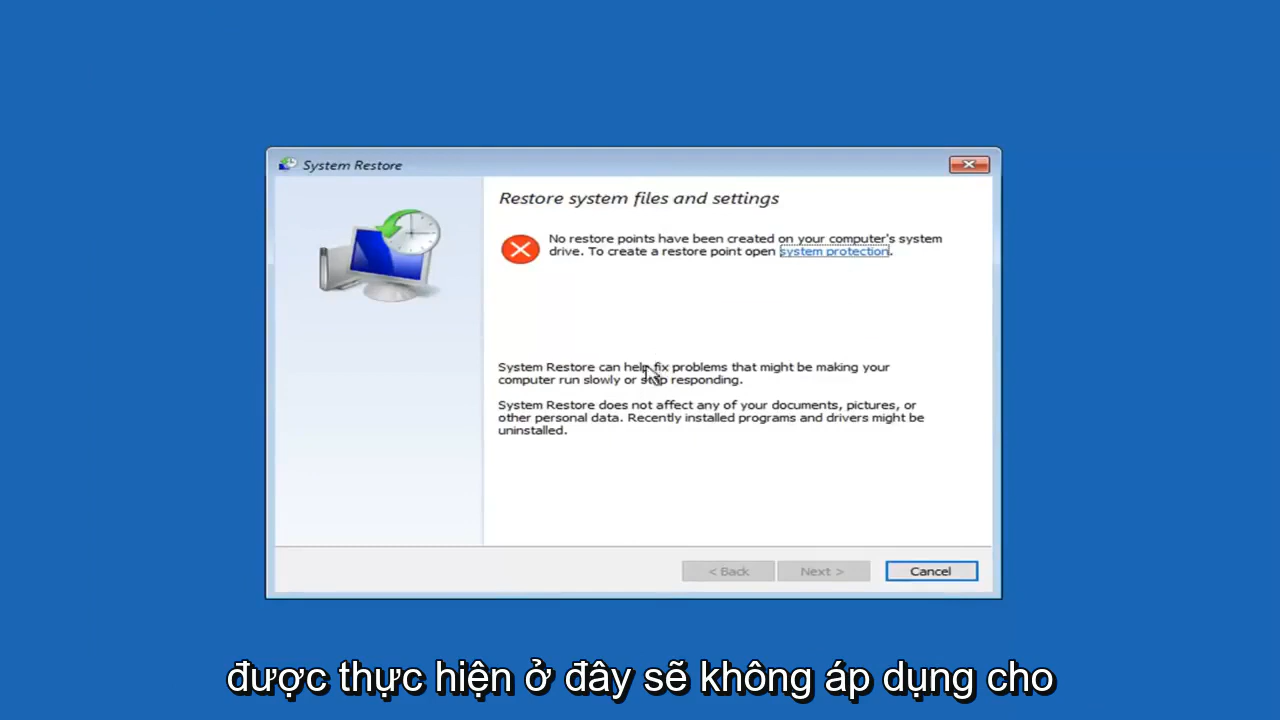 System Restore
Restore system files and settings
No restore points have been created on your computer's system
drive. To create a restore point open system protection.
System Restore can help fix problems that might be making your
computer run slowly or stop responding.
System Restore does not affect any of your documents, pictures, or
other personal data. Recently installed programs and drivers might be
uninstalled.
< Back Next > Cancel
được thực hiện ở đây sẽ không áp dụng cho